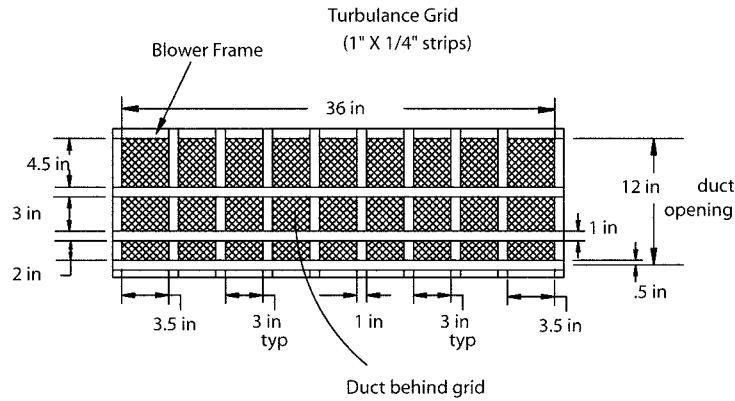 Turbulance Grid
(1" X 1/4" strips)
Blower Frame
36 in
4.5 in
12 in
duct
opening
3 in
1 in
2 in
.5 in
3.5 in
3 in
typ
1 in
3 in
typ
3.5 in
Duct behind grid